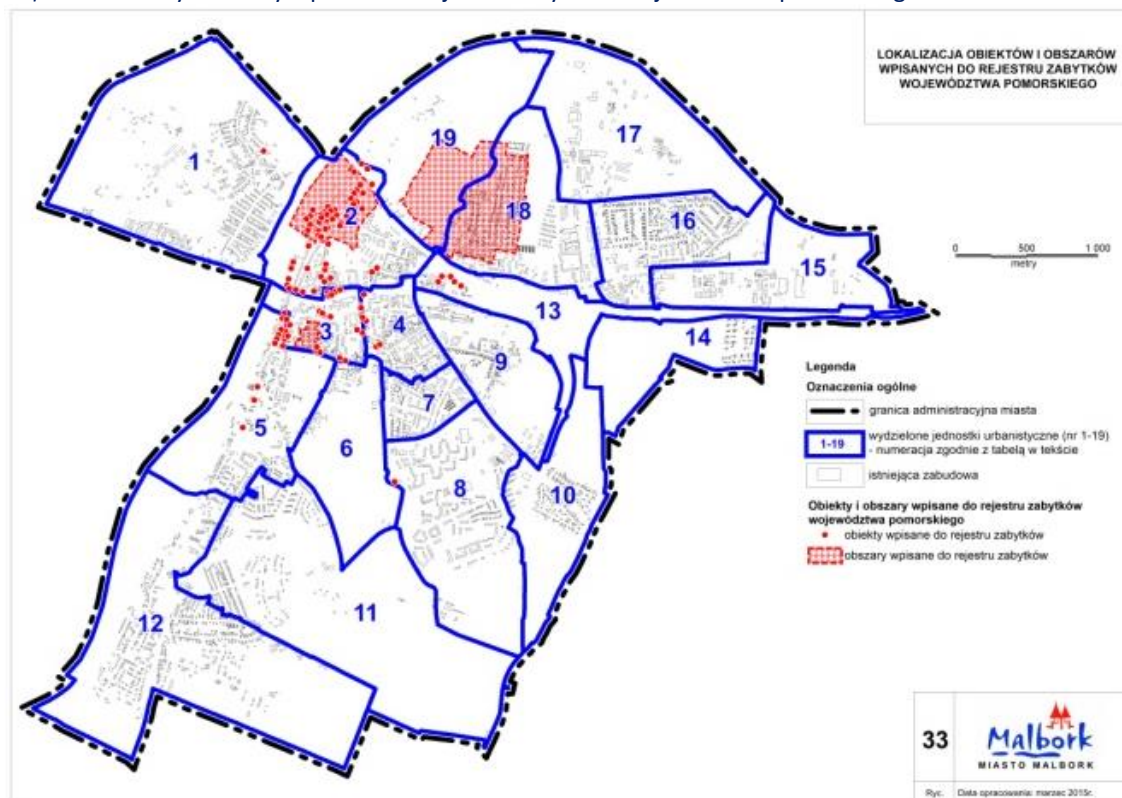 LOKALIZACJA OBIEKTÓW I OBSZARÓW
WPISANYCH DO REJESTRU ZABYTKÓW
WOJEWÓDZTWA POMORSKIEGO
17
19
1
2
18
16
15
0 500 1 000
metry
13
3
4
14
9
7
5
6
8
10
11
12
Legenda
Oznaczenia ogólne
granica administracyjna miasta
1-19 wydzielone jednostki urbanistyczne (nr 1-19)
- numeracja zgodnie z tabelą w tekście
istniejąca zabudowa
Obiekty i obszary wpisane do rejestru zabytków
województwa pomorskiego
obiekty wpisane do rejestru zabytków
obszary wpisane do rejestru zabytków
33
Malbork
MIASTO MALBORK
Ryc. Data opracowania: marzec 2015r.